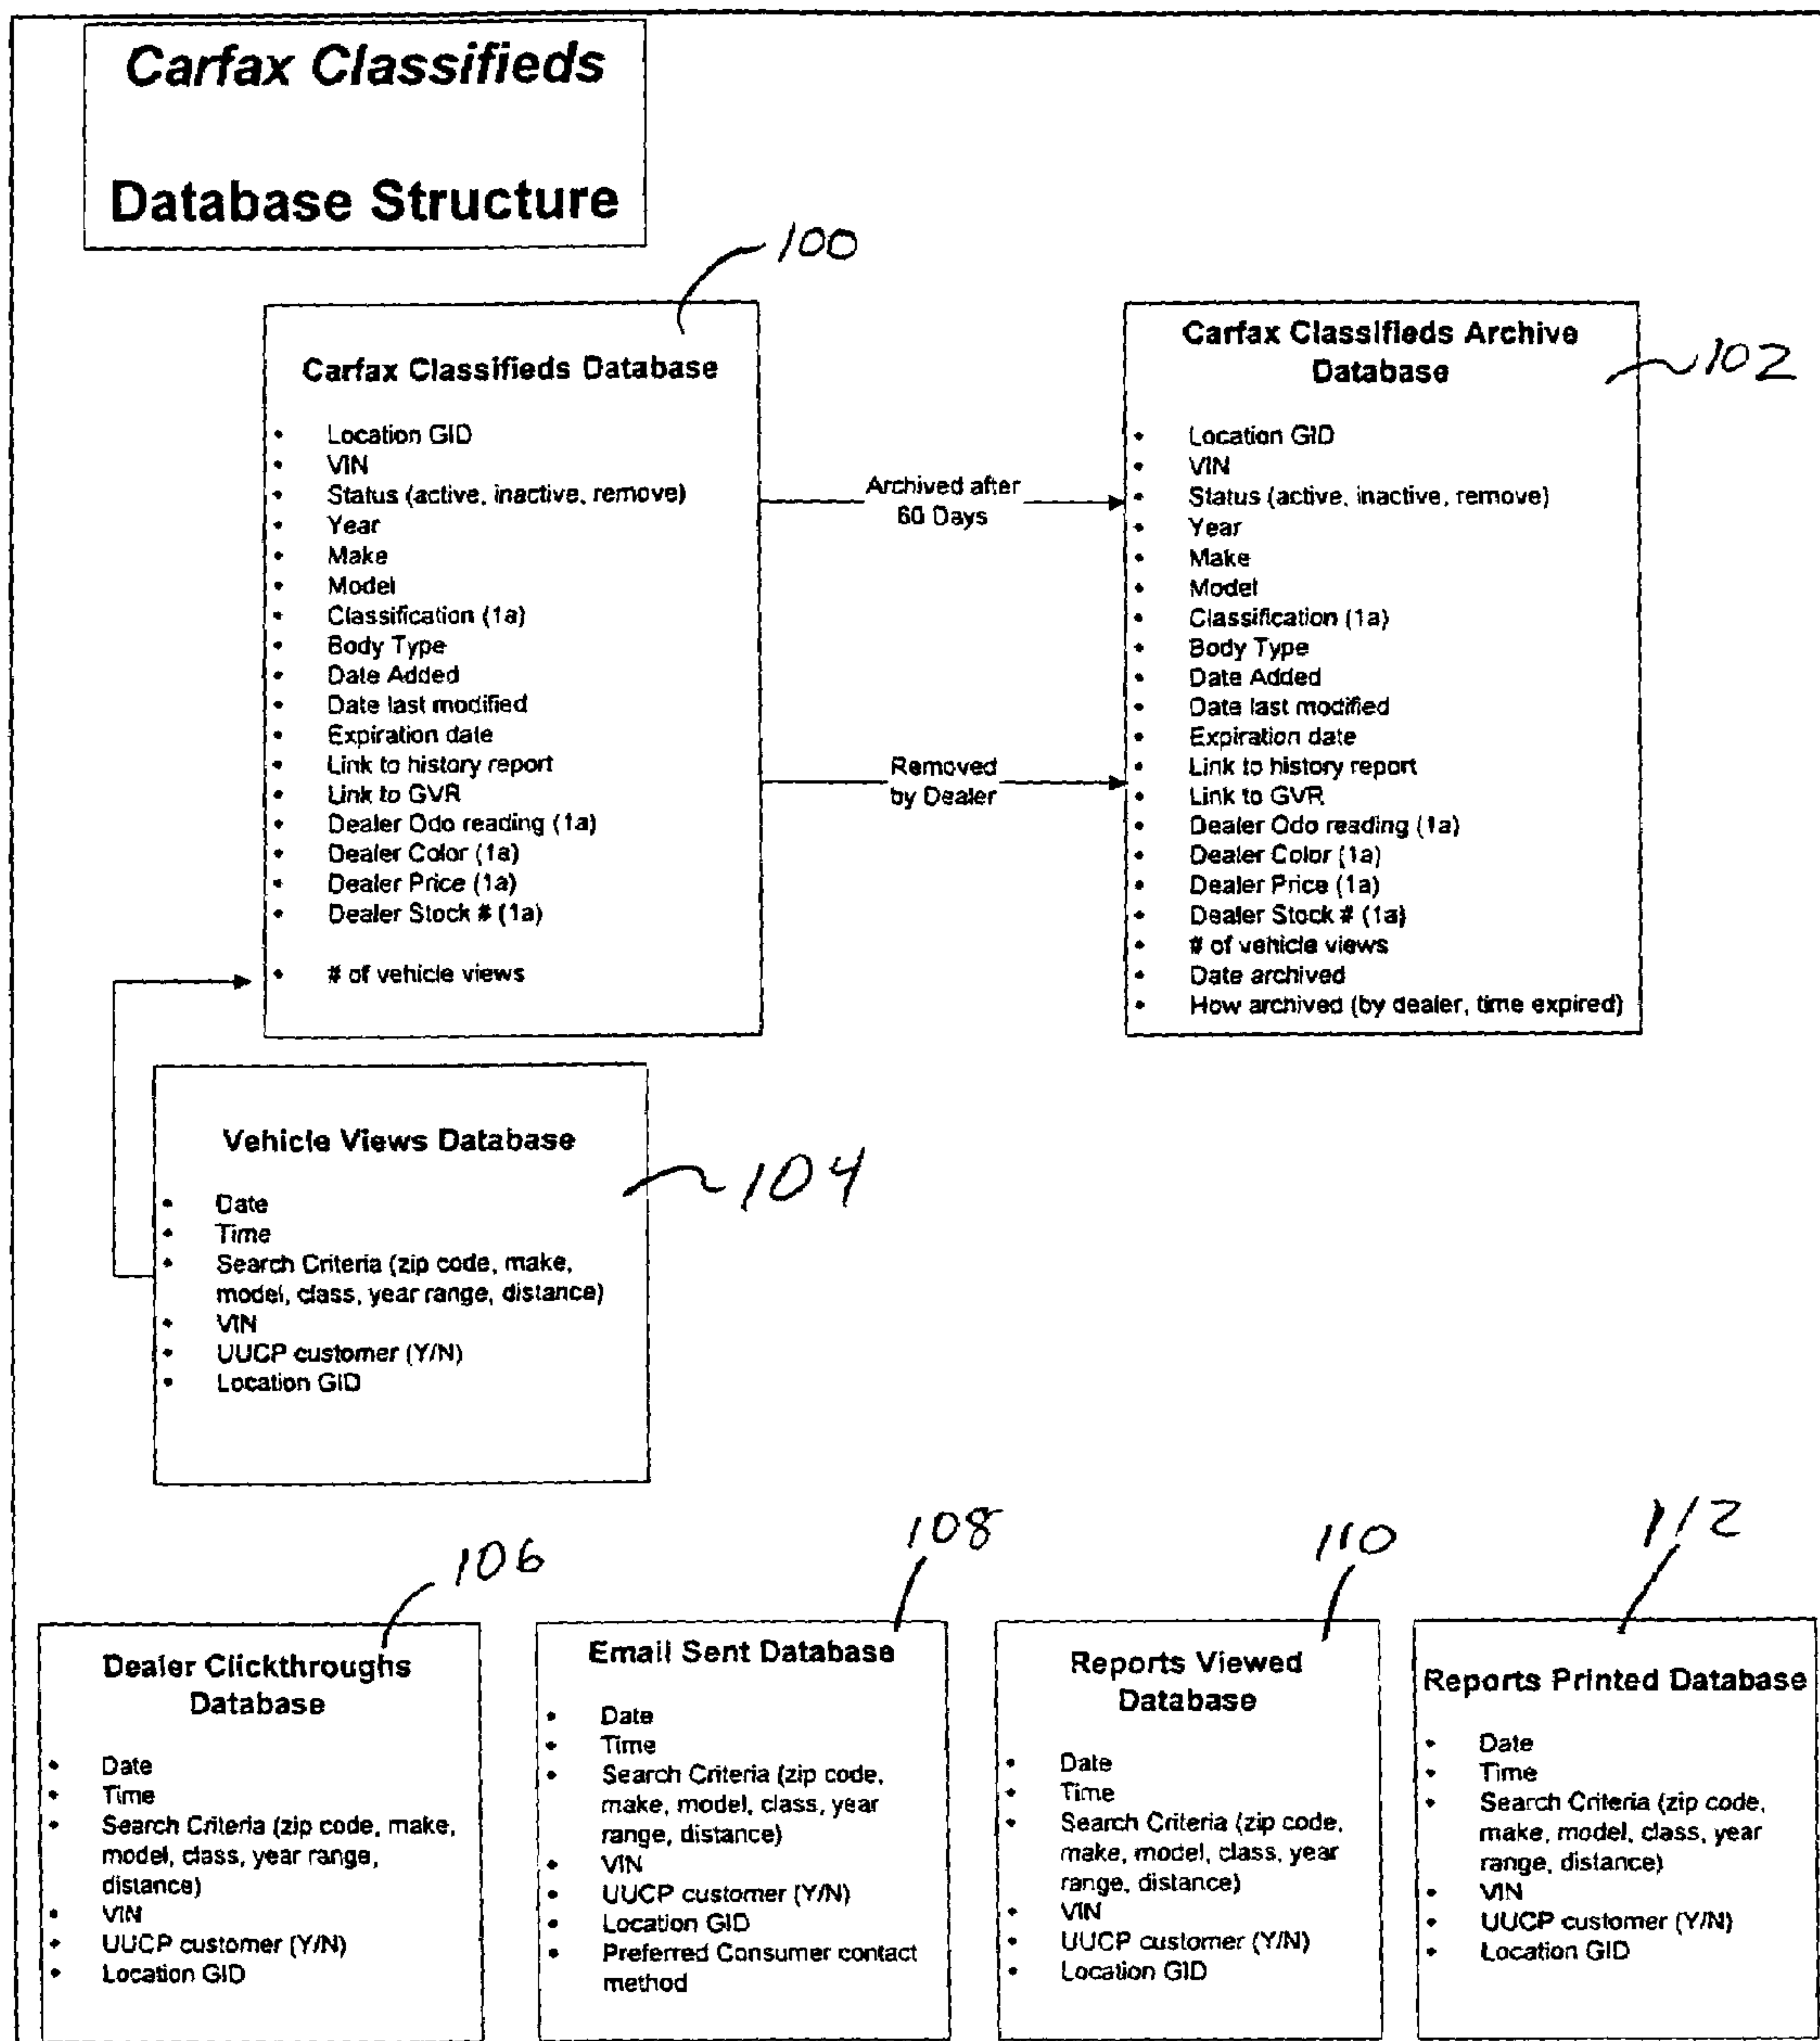 Carfax Classifieds
Database Structure
100
Carfax Classifieds Database
• Location GID
• VIN
• Status (active, inactive, remove)
• Year
• Make
• Model
• Classification (1a)
• Body Type
• Date Added
• Date last modified
• Expiration date
• Link to history report
• Link to GVR
• Dealer Odo reading (1a)
• Dealer Color (1a)
• Dealer Price (1a)
• Dealer Stock # (1a)
• # of vehicle views
Archived after
60 Days
Removed
by Dealer
102
Carfax Classifieds Archive
Database
• Location GID
• VIN
• Status (active, inactive, remove)
• Year
• Make
• Model
• Classification (1a)
• Body Type
• Date Added
• Date last modified
• Expiration date
• Link to history report
• Link to GVR
• Dealer Odo reading (1a)
• Dealer Color (1a)
• Dealer Price (1a)
• Dealer Stock # (1a)
• # of vehicle views
• Date archived
• How archived (by dealer, time expired)
Vehicle Views Database
104
• Date
• Time
• Search Criteria (zip code, make,
model, class, year range, distance)
• VIN
• UUCP customer (Y/N)
• Location GID
106
Dealer Clickthroughs
Database
• Date
• Time
• Search Criteria (zip code, make,
model, class, year range,
distance)
• VIN
• UUCP customer (Y/N)
• Location GID
108
Email Sent Database
• Date
• Time
• Search Criteria (zip code,
make, model, class, year
range, distance)
• VIN
• UUCP customer (Y/N)
• Location GID
• Preferred Consumer contact
method
110
Reports Viewed
Database
• Date
• Time
• Search Criteria (zip code,
make, model, class, year
range, distance)
• VIN
• UUCP customer (Y/N)
• Location GID
112
Reports Printed Database
• Date
• Time
• Search Criteria (zip code,
make, model, class, year
range, distance)
• VIN
• UUCP customer (Y/N)
• Location GID